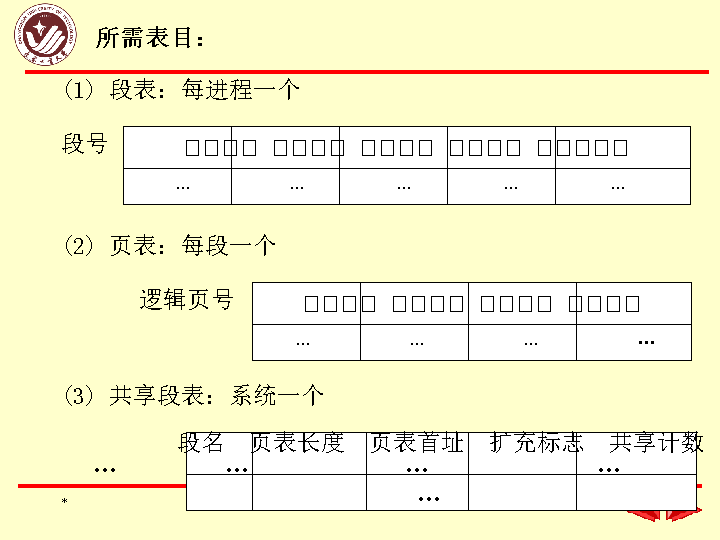 所需表目：
(1) 段表：每进程一个
段号 □□□□ □□□□ □□□□ □□□□ □□□□□
… … … … …
(2) 页表：每段一个
逻辑页号 □□□□ □□□□ □□□□ □□□□
… … … …
(3) 共享段表：系统一个
段名 页表长度 页表首址 扩充标志 共享计数
… … … …
…
*